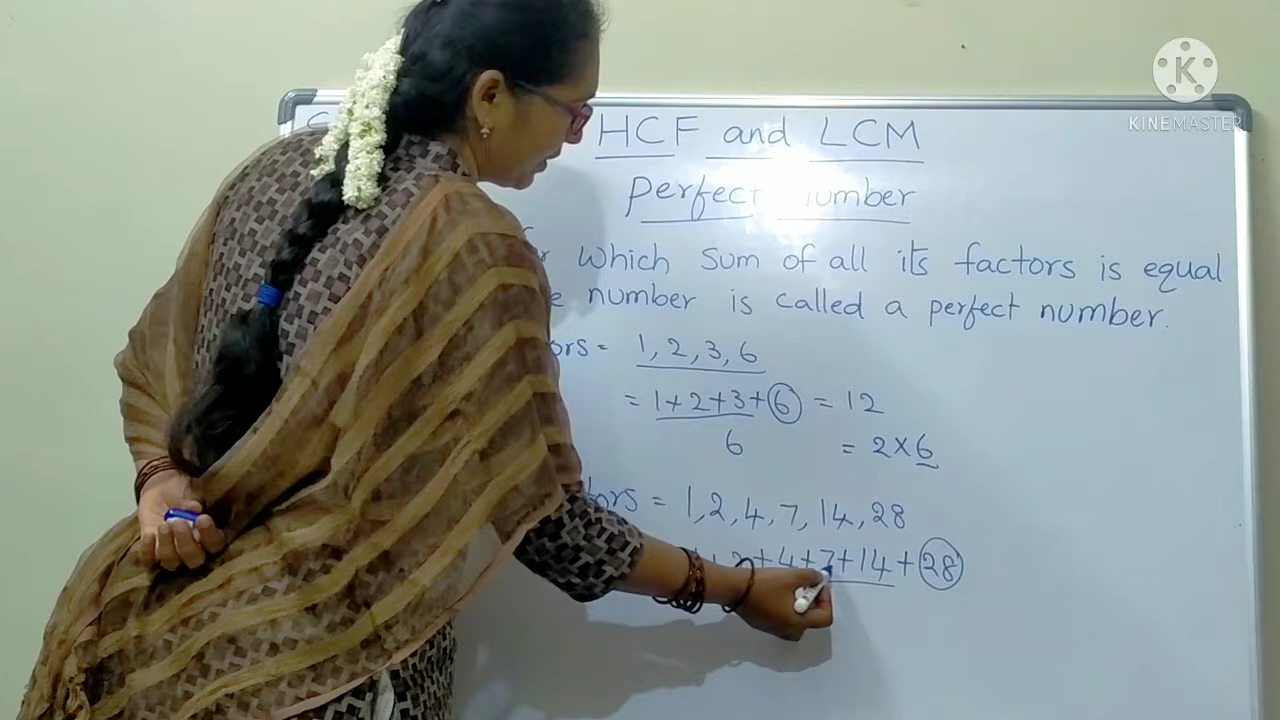 HCF and LCM
K
KINEMASTER
Perfect number
which sum of all its factors is equal
number is called a perfect number.
ors = 1, 2, 3, 6
= 1+2+3+6 = 12
6 = 2×6
tors = 1, 2, 4, 7, 14, 28
2+4+7+14+28